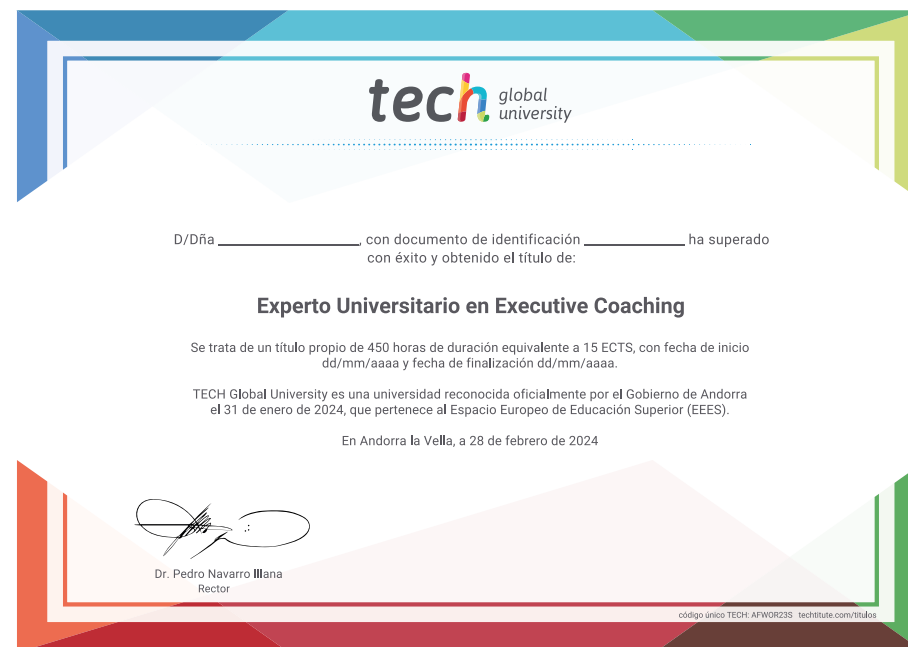 tech global university
D/Dña ____________________, con documento de identificación ______________ ha superado
con éxito y obtenido el título de:
Experto Universitario en Executive Coaching
Se trata de un título propio de 450 horas de duración equivalente a 15 ECTS, con fecha de inicio
dd/mm/aaaa y fecha de finalización dd/mm/aaaa.
TECH Global University es una universidad reconocida oficialmente por el Gobierno de Andorra
el 31 de enero de 2024, que pertenece al Espacio Europeo de Educación Superior (EEES).
En Andorra la Vella, a 28 de febrero de 2024
Dr. Pedro Navarro Illana
Rector
código único TECH: AFWOR23S techtitute.com/titulos